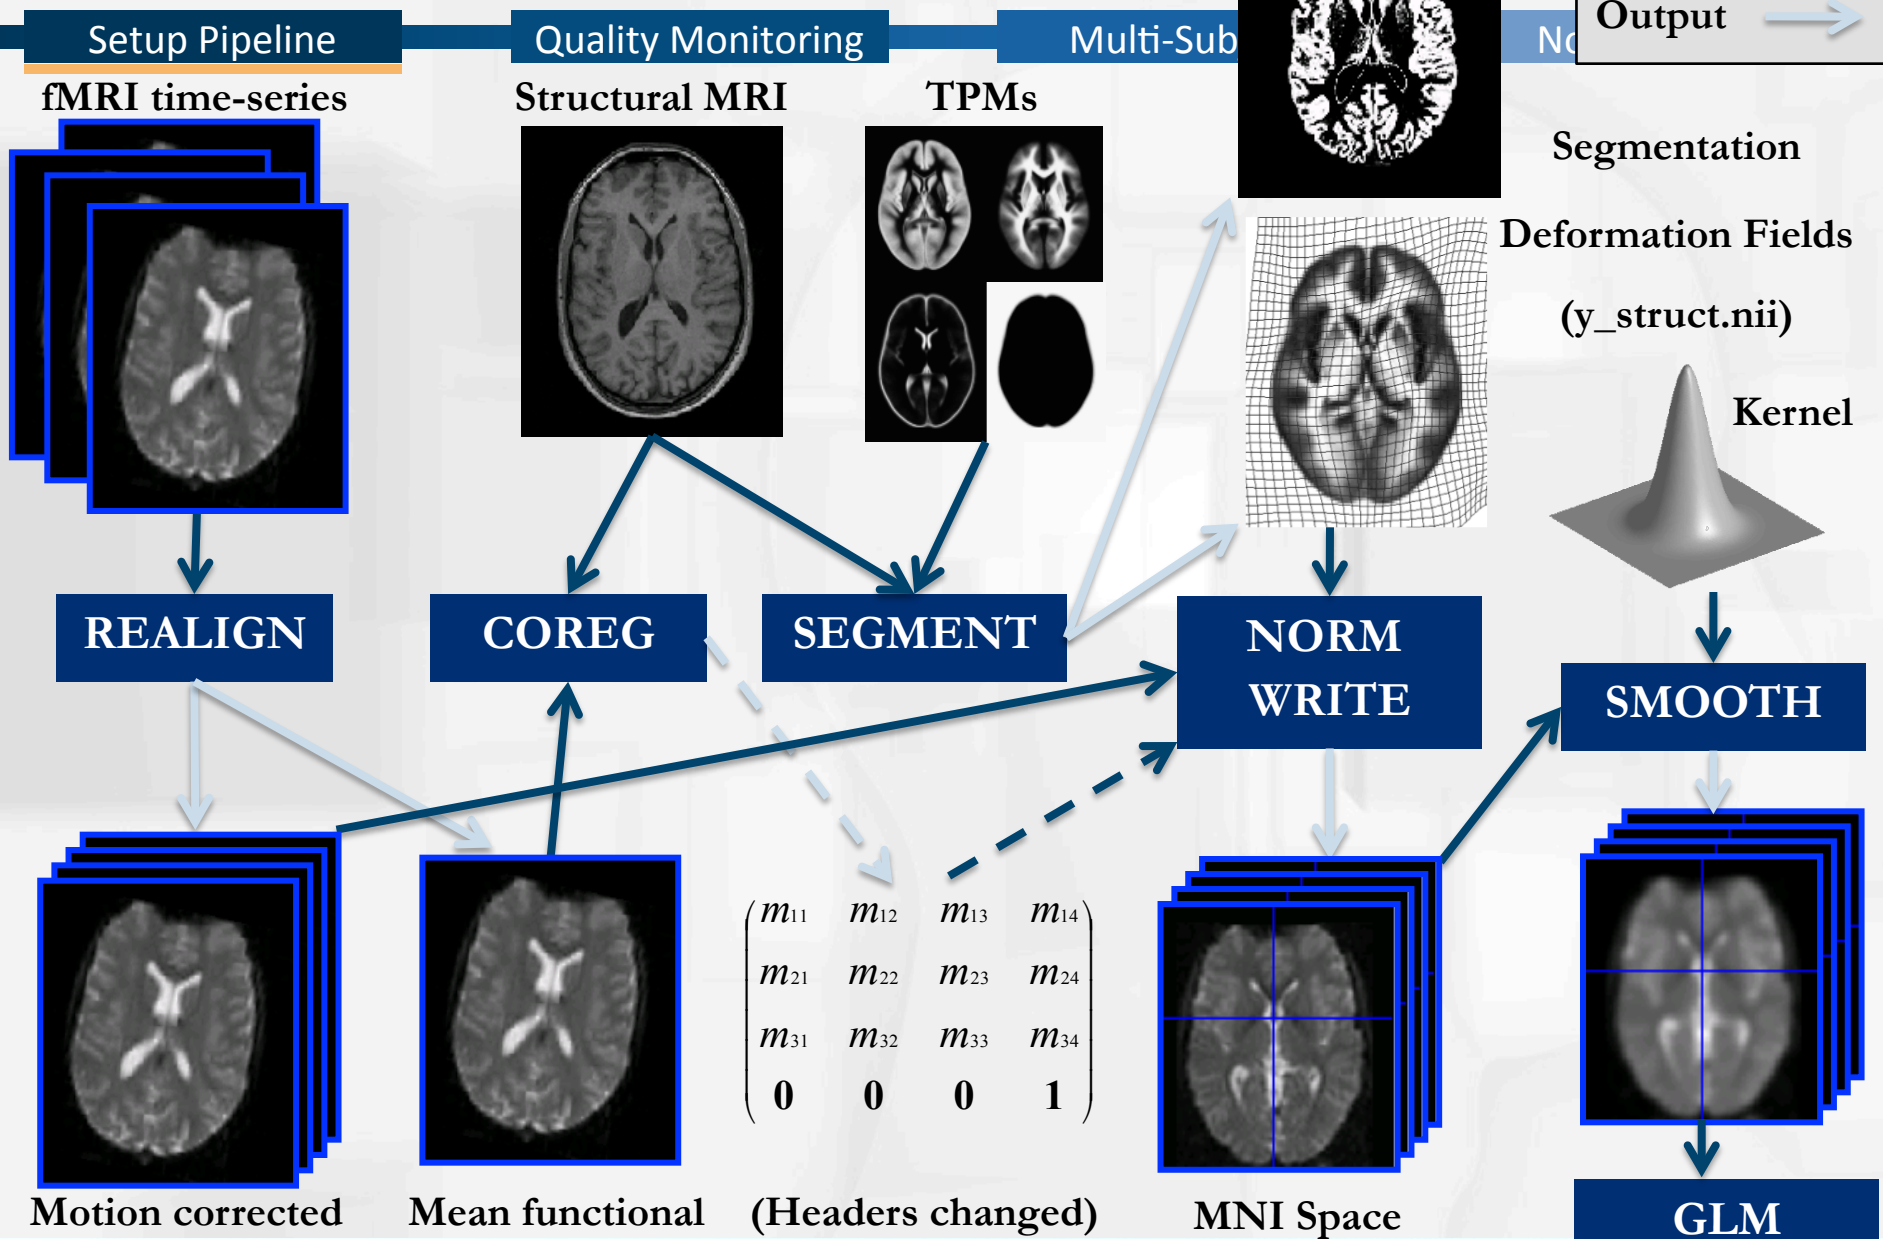 Setup Pipeline
Quality Monitoring
Multi-Sub
No
Output
fMRI time-series
Structural MRI
TPMs
Segmentation
Deformation Fields
(y_struct.nii)
Kernel
REALIGN
COREG
SEGMENT
NORM
WRITE
SMOOTH
m11 m12 m13 m14
m21 m22 m23 m24
m31 m32 m33 m34
0 0 0 1
Motion corrected
Mean functional
(Headers changed)
MNI Space
GLM